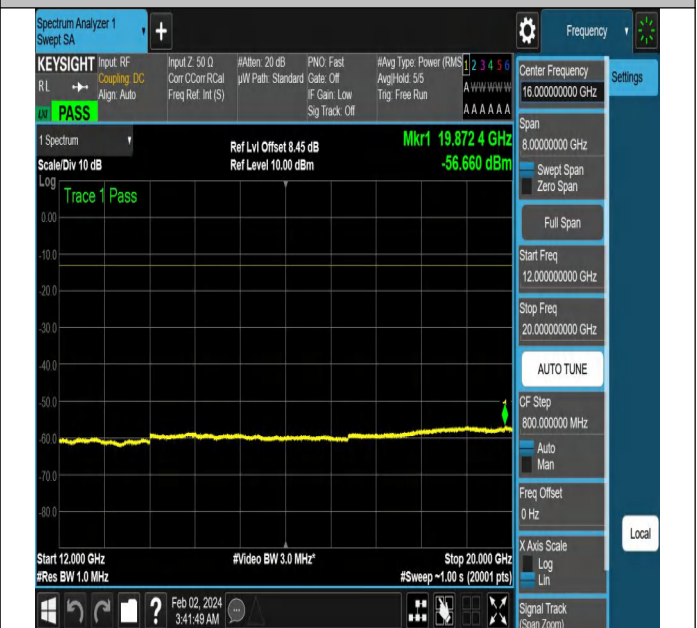 Spectrum Analyzer 1
Swept SA
+
Frequency
KEYSIGHT
RL
PASS
Input: RF
Coupling: DC
Align: Auto
Input Z: 50 Ω
Corr CCorr RCal
Freq Ref: Int (S)
#Atten: 20 dB
µW Path: Standard
PNO: Fast
Gate: Off
IF Gain: Low
Sig Track: Off
#Avg Type: Power (RMS
Avg|Hold: 5/5
Trig: Free Run
1 2 3 4 5 6
A W W W W W
A A A A A A
Center Frequency
16.000000000 GHz
Settings
1 Spectrum
Scale/Div 10 dB
Ref Lvl Offset 8.45 dB
Ref Level 10.00 dBm
Mkr1 19.872 4 GHz
-56.660 dBm
Span
8.00000000 GHz
Swept Span
Zero Span
Log
Trace 1 Pass
0.00
-10.0
-20.0
-30.0
-40.0
-50.0
-60.0
-70.0
-80.0
1
Full Span
Start Freq
12.000000000 GHz
Stop Freq
20.000000000 GHz
AUTO TUNE
CF Step
800.000000 MHz
Auto
Man
Freq Offset
0 Hz
Local
X Axis Scale
Log
Lin
Start 12.000 GHz
#Video BW 3.0 MHz*
Stop 20.000 GHz
#Res BW 1.0 MHz
#Sweep ~1.00 s (20001 pts)
?
Feb 02, 2024
3:41:49 AM
Signal Track
(Span Zoom)